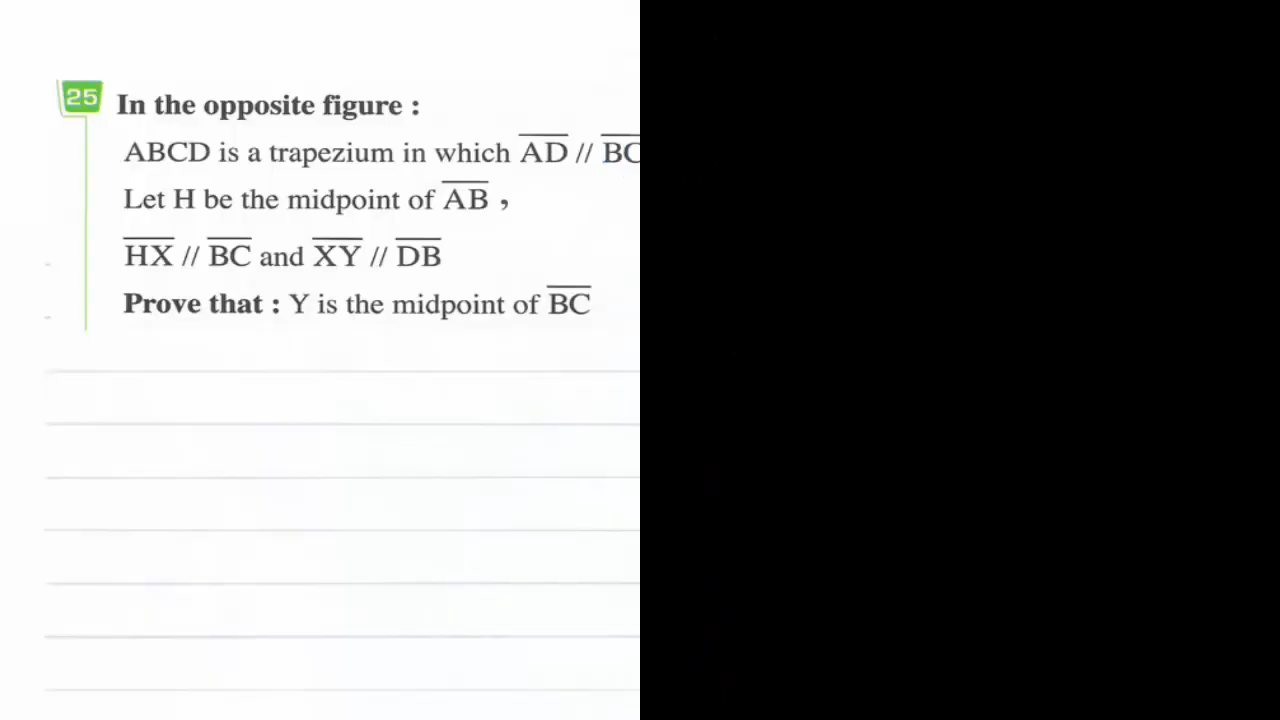 25 In the opposite figure :
ABCD is a trapezium in which AD // BC
Let H be the midpoint of AB ,
HX // BC and XY // DB
Prove that : Y is the midpoint of BC